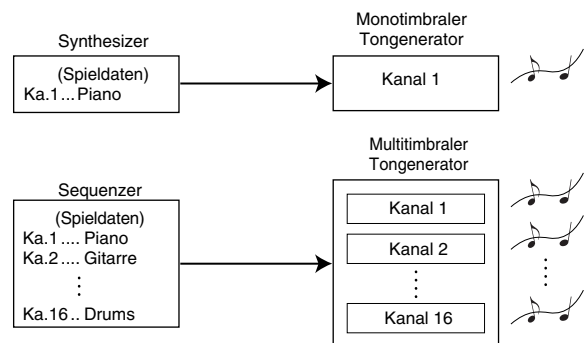 Synthesizer
(Spieldaten)
Ka.1 ... Piano
Monotimbraler
Tongenerator
Kanal 1
Sequenzer
(Spieldaten)
Ka.1 .... Piano
Ka.2 .... Gitarre
Ka.16 .. Drums
Multitimbraler
Tongenerator
Kanal 1
Kanal 2
Kanal 16